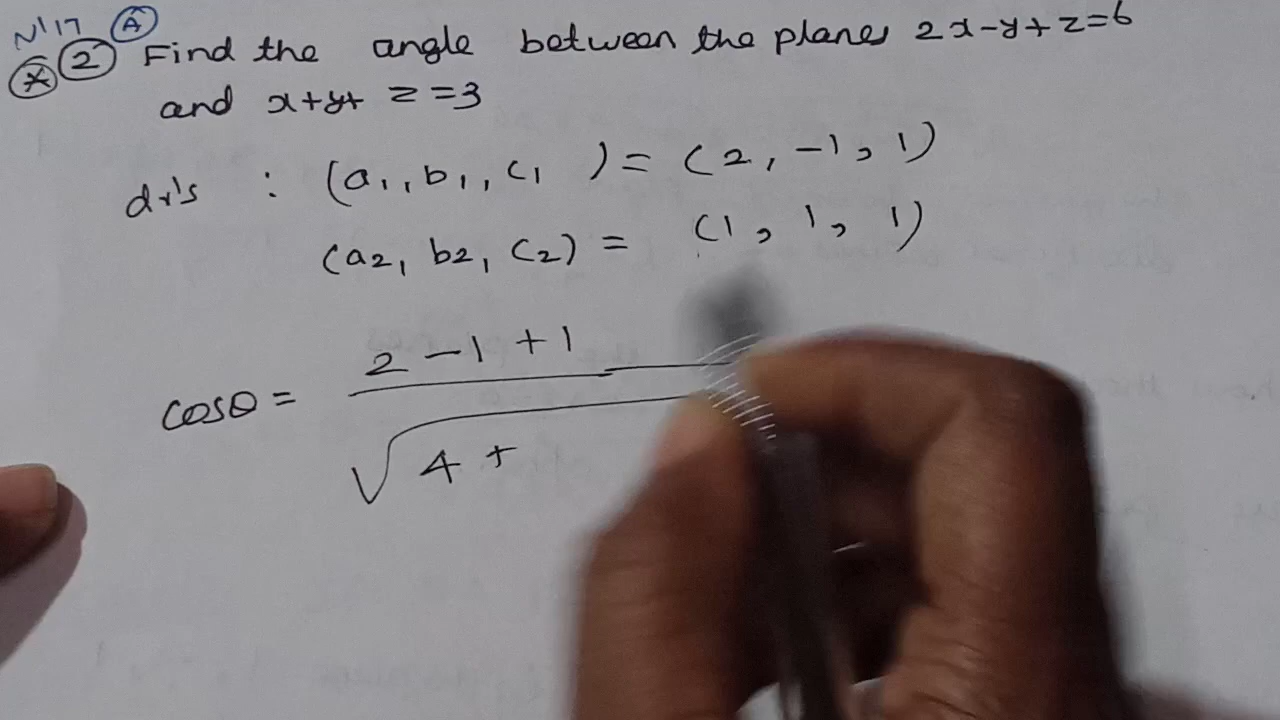 N'17 (A)
(*) (2) Find the angle between the planes 2x-y+z=6
and x+y+ z=3
dr's : (a1, b1, c1 ) = (2, -1, 1)
(a2, b2, c2) = (1, 1, 1)
2 -1 +1
cosθ =
√4 +